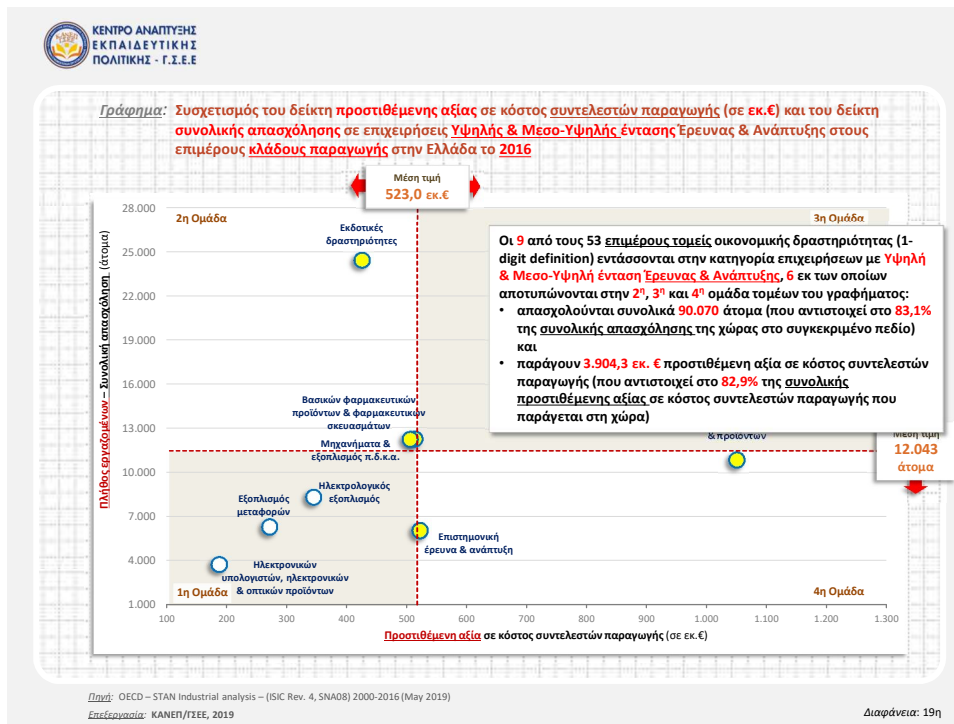 ΚΕΝΤΡΟ ΑΝΑΠΤΥΞΗΣ
ΕΚΠΑΙΔΕΥΤΙΚΗΣ
ΠΟΛΙΤΙΚΗΣ - Γ.Σ.Ε.Ε
Γράφημα: Συσχετισμός του δείκτη προστιθέμενης αξίας σε κόστος συντελεστών παραγωγής (σε εκ.€) και του δείκτη
συνολικής απασχόλησης σε επιχειρήσεις Υψηλής & Μεσο-Υψηλής έντασης Έρευνας & Ανάπτυξης στους
επιμέρους κλάδους παραγωγής στην Ελλάδα το 2016
Μέση τιμή
523,0 εκ.€
Πλήθος εργαζομένων – Συνολική απασχόληση (άτομα)
28.000
25.000
22.000
19.000
16.000
13.000
10.000
7.000
4.000
1.000
2η Ομάδα
3η Ομάδα
Εκδοτικές
δραστηριότητες
Οι 9 από τους 53 επιμέρους τομείς οικονομικής δραστηριότητας (1-
digit definition) εντάσσονται στην κατηγορία επιχειρήσεων με Υψηλή
& Μεσο-Υψηλή ένταση Έρευνας & Ανάπτυξης, 6 εκ των οποίων
αποτυπώνονται στην 2η, 3η και 4η ομάδα τομέων του γραφήματος:
• απασχολούνται συνολικά 90.070 άτομα (που αντιστοιχεί στο 83,1%
της συνολικής απασχόλησης της χώρας στο συγκεκριμένο πεδίο)
και
• παράγουν 3.904,3 εκ. € προστιθέμενη αξία σε κόστος συντελεστών
παραγωγής (που αντιστοιχεί στο 82,9% της συνολικής
προστιθέμενης αξίας σε κόστος συντελεστών παραγωγής που
παράγεται στη χώρα)
Βασικών φαρμακευτικών
προϊόντων & φαρμακευτικών
σκευασμάτων
Μηχανήματα &
εξοπλισμός π.δ.κ.α.
& προϊόντων
Μέση τιμή
12.043
άτομα
Ηλεκτρολογικός
εξοπλισμός
Εξοπλισμός
μεταφορών
Επιστημονική
έρευνα & ανάπτυξη
Ηλεκτρονικών
υπολογιστών, ηλεκτρονικών
& οπτικών προϊόντων
1η Ομάδα
4η Ομάδα
100 200 300 400 500 600 700 800 900 1.000 1.100 1.200 1.300
Προστιθέμενη αξία σε κόστος συντελεστών παραγωγής (σε εκ.€)
Πηγή: OECD – STAN Industrial analysis – (ISIC Rev. 4, SNA08) 2000-2016 (May 2019)
Επεξεργασία: ΚΑΝΕΠ/ΓΣΕΕ, 2019
Διαφάνεια: 19η